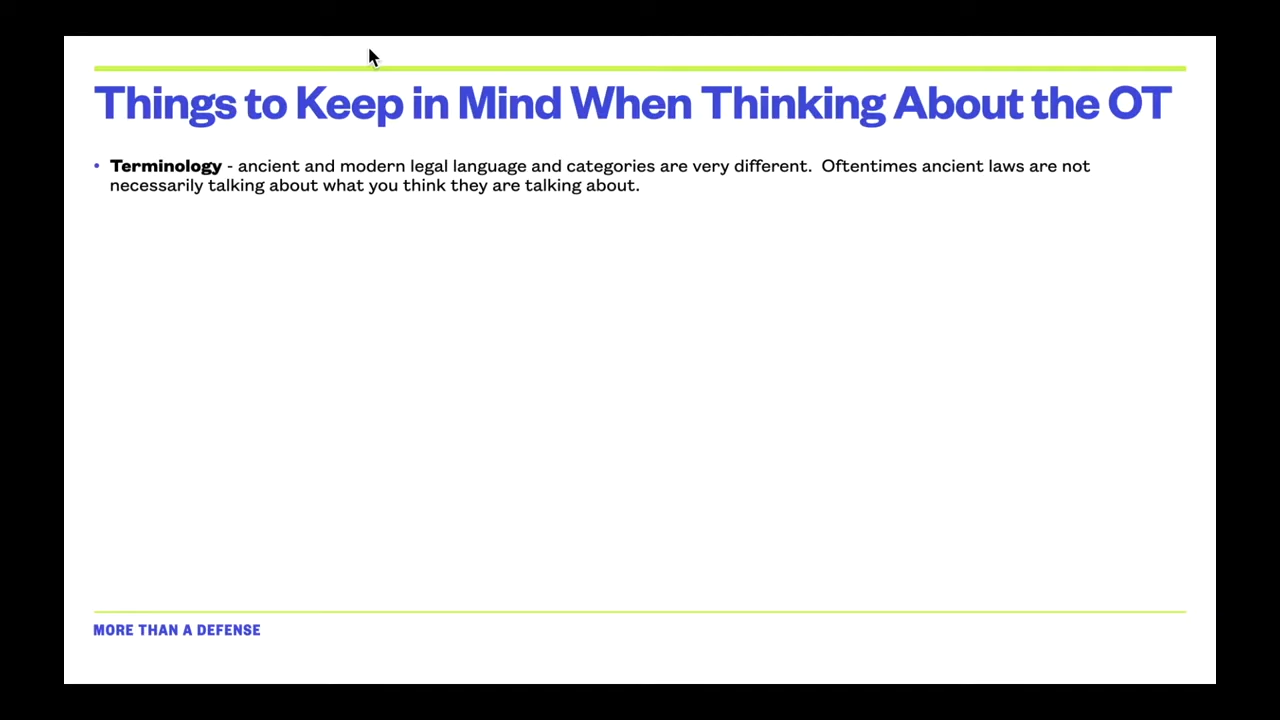 Things to Keep in Mind When Thinking About the OT
• Terminology - ancient and modern legal language and categories are very different.  Oftentimes ancient laws are not
necessarily talking about what you think they are talking about.
MORE THAN A DEFENSE